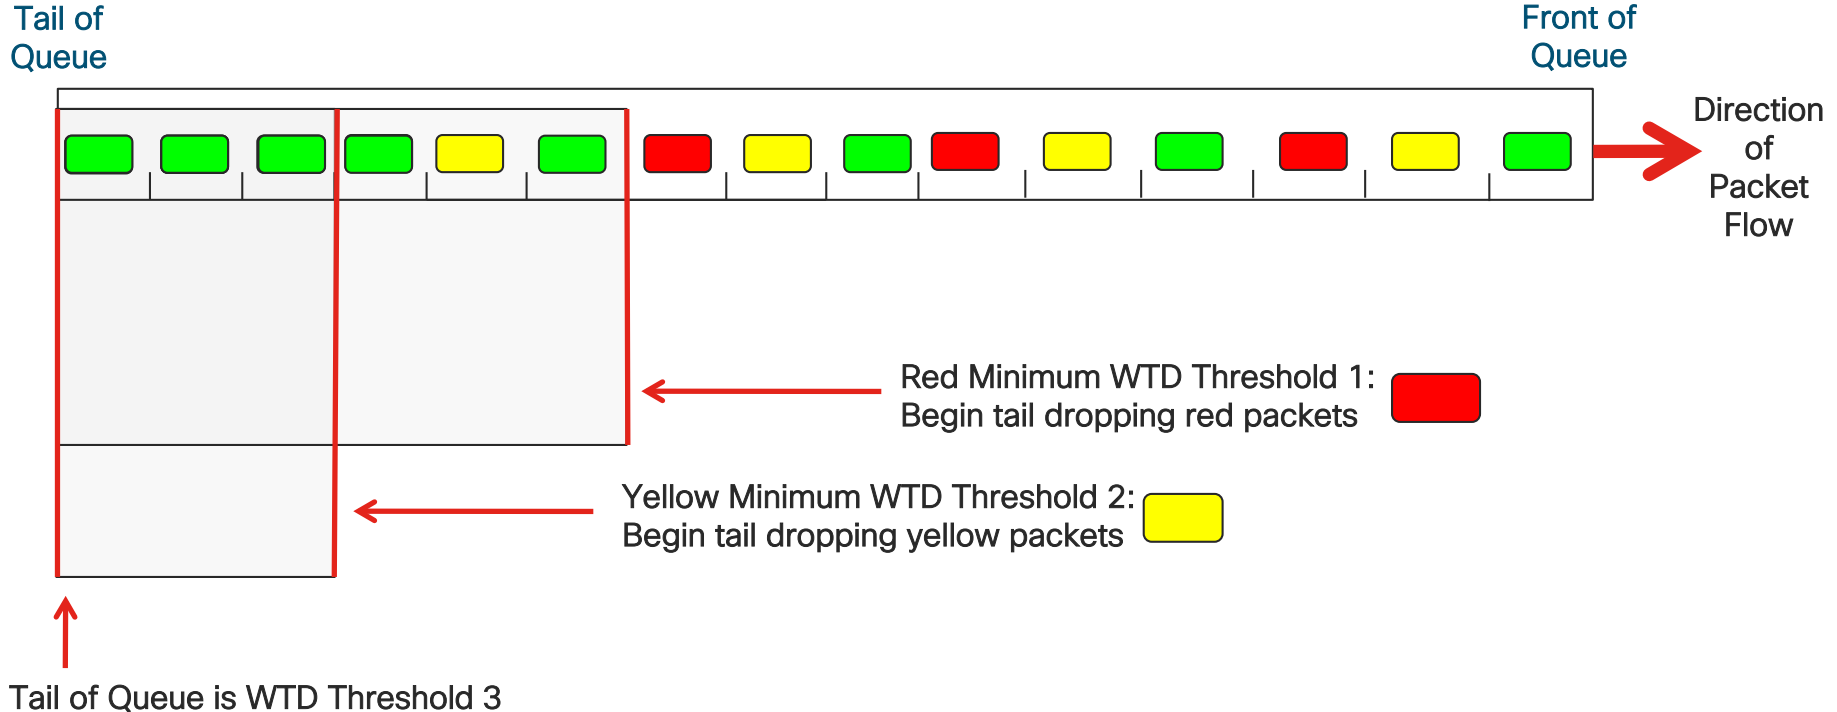 Tail of
Queue
Front of
Queue
Direction
of
Packet
Flow
Red Minimum WTD Threshold 1:
Begin tail dropping red packets
Yellow Minimum WTD Threshold 2:
Begin tail dropping yellow packets
Tail of Queue is WTD Threshold 3